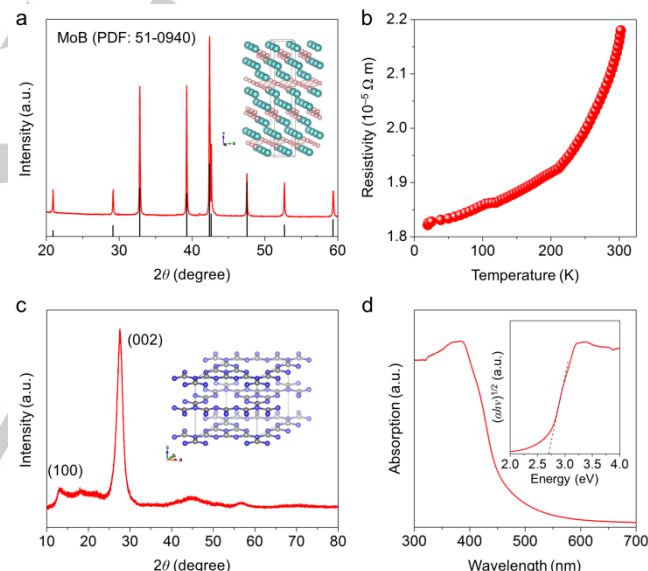 a
MoB (PDF: 51-0940)
Intensity (a.u.)
20 30 40 50 60
2θ (degree)
b
2.2
2.1
2.0
1.9
1.8
Resistivity (10⁻⁵ Ω m)
0 100 200 300
Temperature (K)
c
(002)
(100)
Intensity (a.u.)
10 20 30 40 50 60 70 80
2θ (degree)
d
Absorption (a.u.)
(αhν)^1/2 (a.u.)
2.0 2.5 3.0 3.5 4.0
Energy (eV)
300 400 500 600 700
Wavelength (nm)